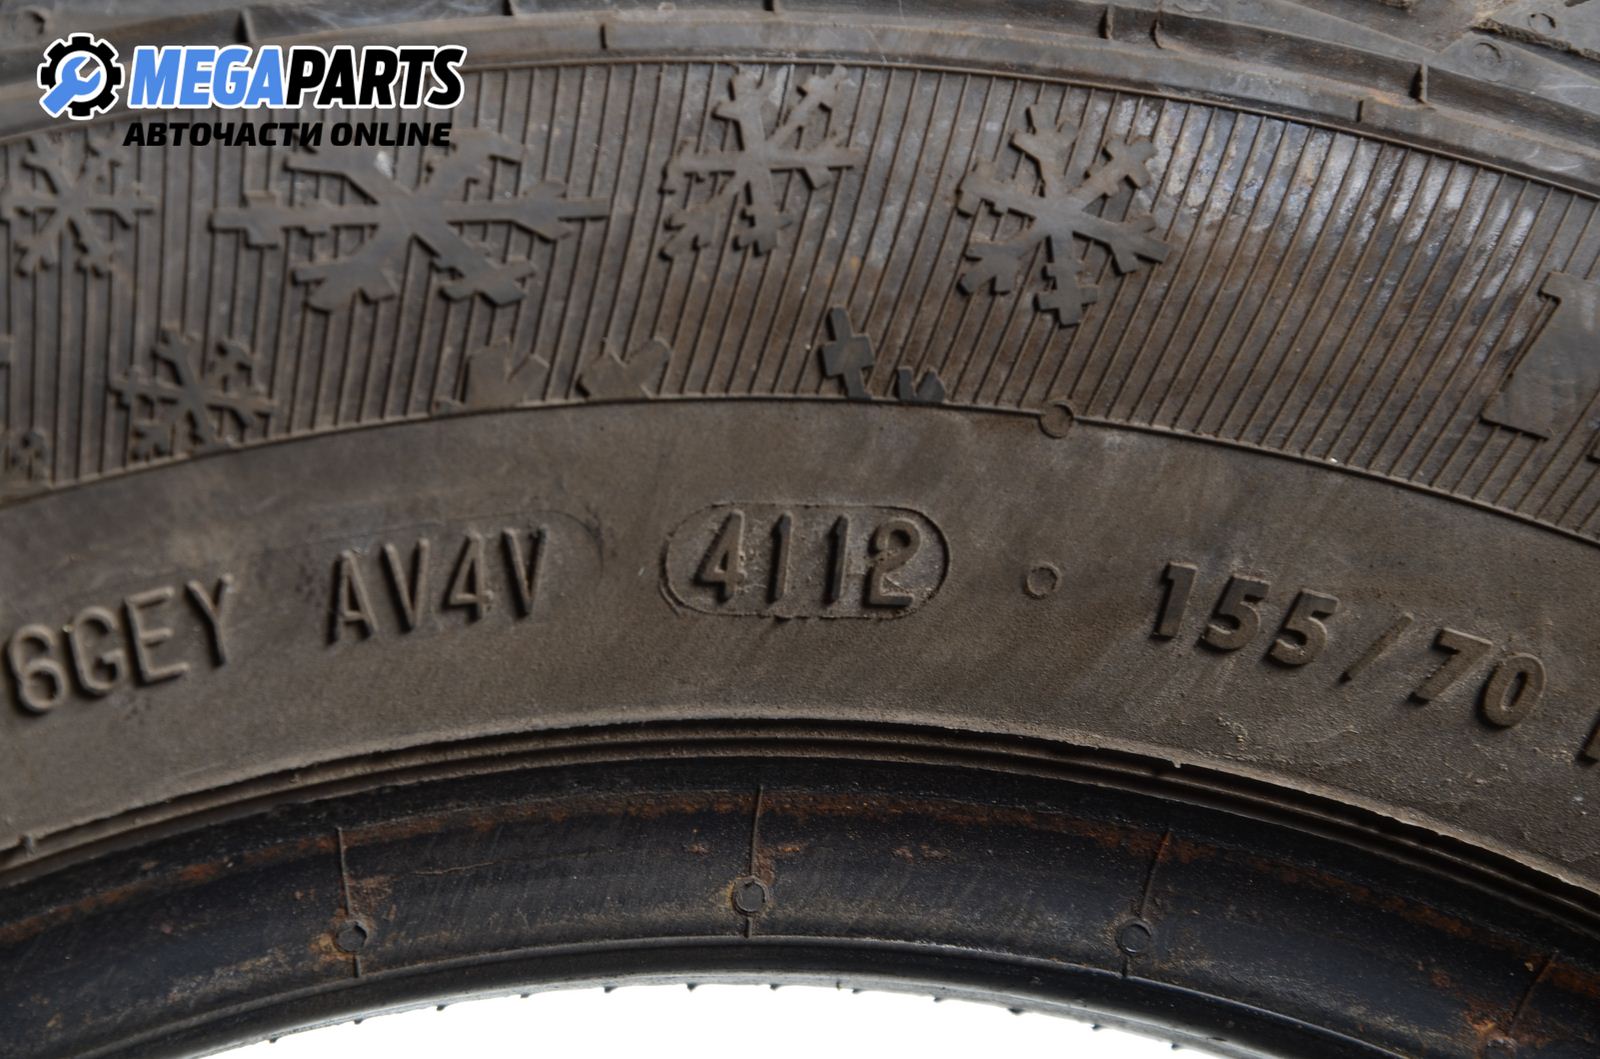 MEGAPARTS
АВТОЧАСТИ ONLINE
6GEY AV4V 4112 155/70